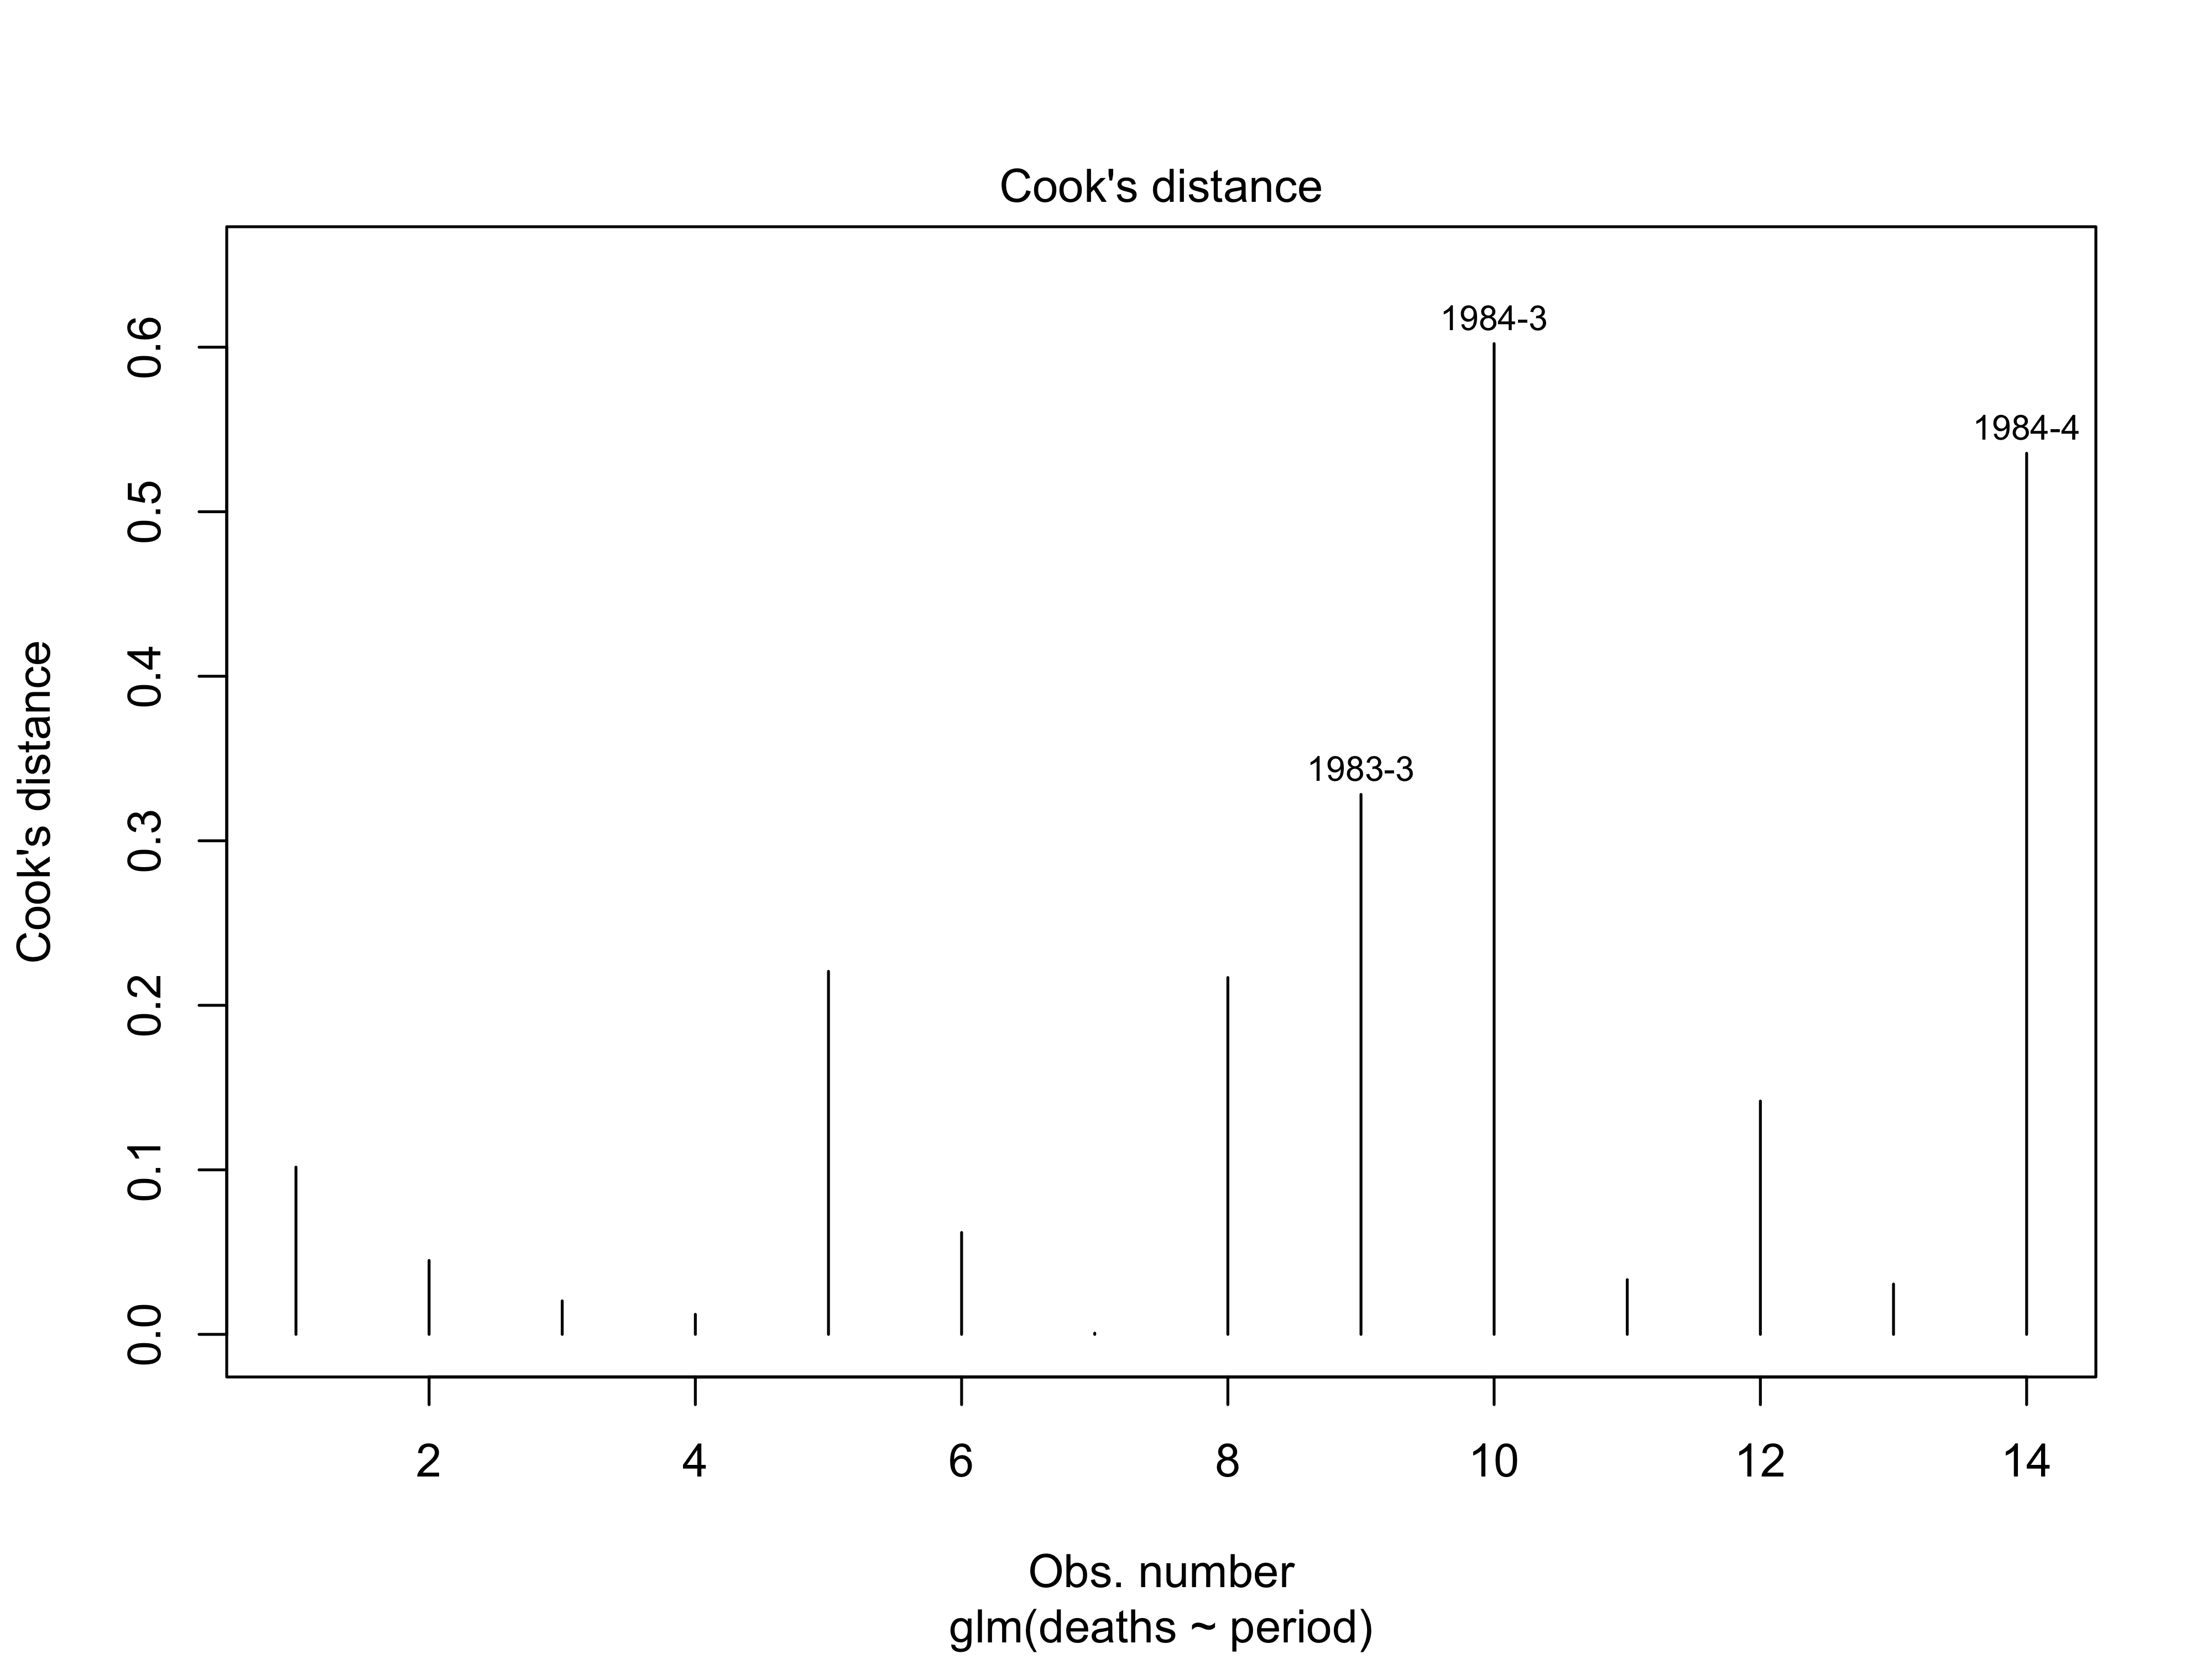 Cook's distance
1984-3
1984-4
1983-3
Cook's distance
0.6
0.5
0.4
0.3
0.2
0.1
0.0
2 4 6 8 10 12 14
Obs. number
glm(deaths ~ period)